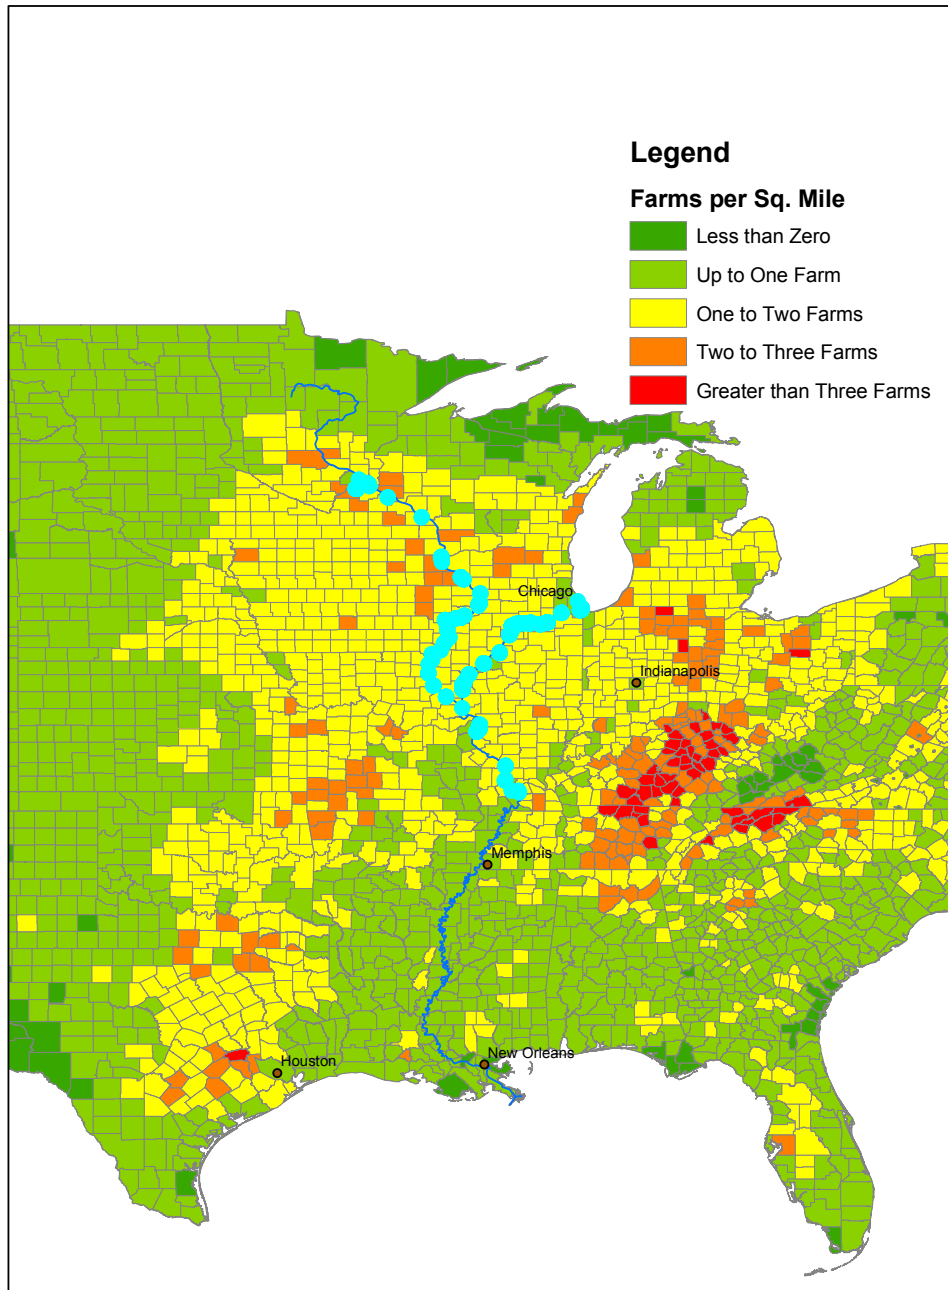 Legend
Farms per Sq. Mile
Less than Zero
Up to One Farm
One to Two Farms
Two to Three Farms
Greater than Three Farms
Chicago
Indianapolis
Memphis
New Orleans
Houston